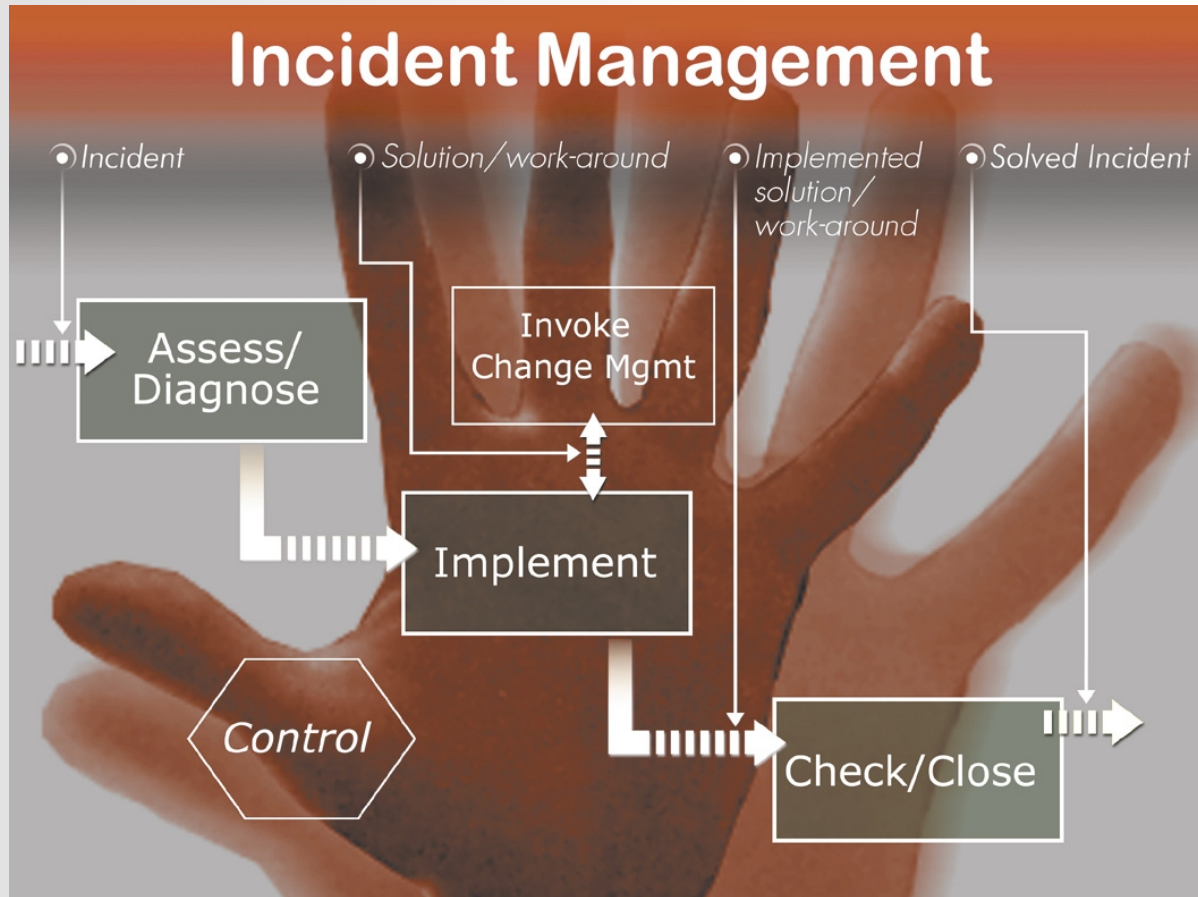 Incident Management
Incident
Solution/work-around
Implemented
solution/
work-around
Solved Incident
Assess/
Diagnose
Invoke
Change Mgmt
Implement
Control
Check/Close